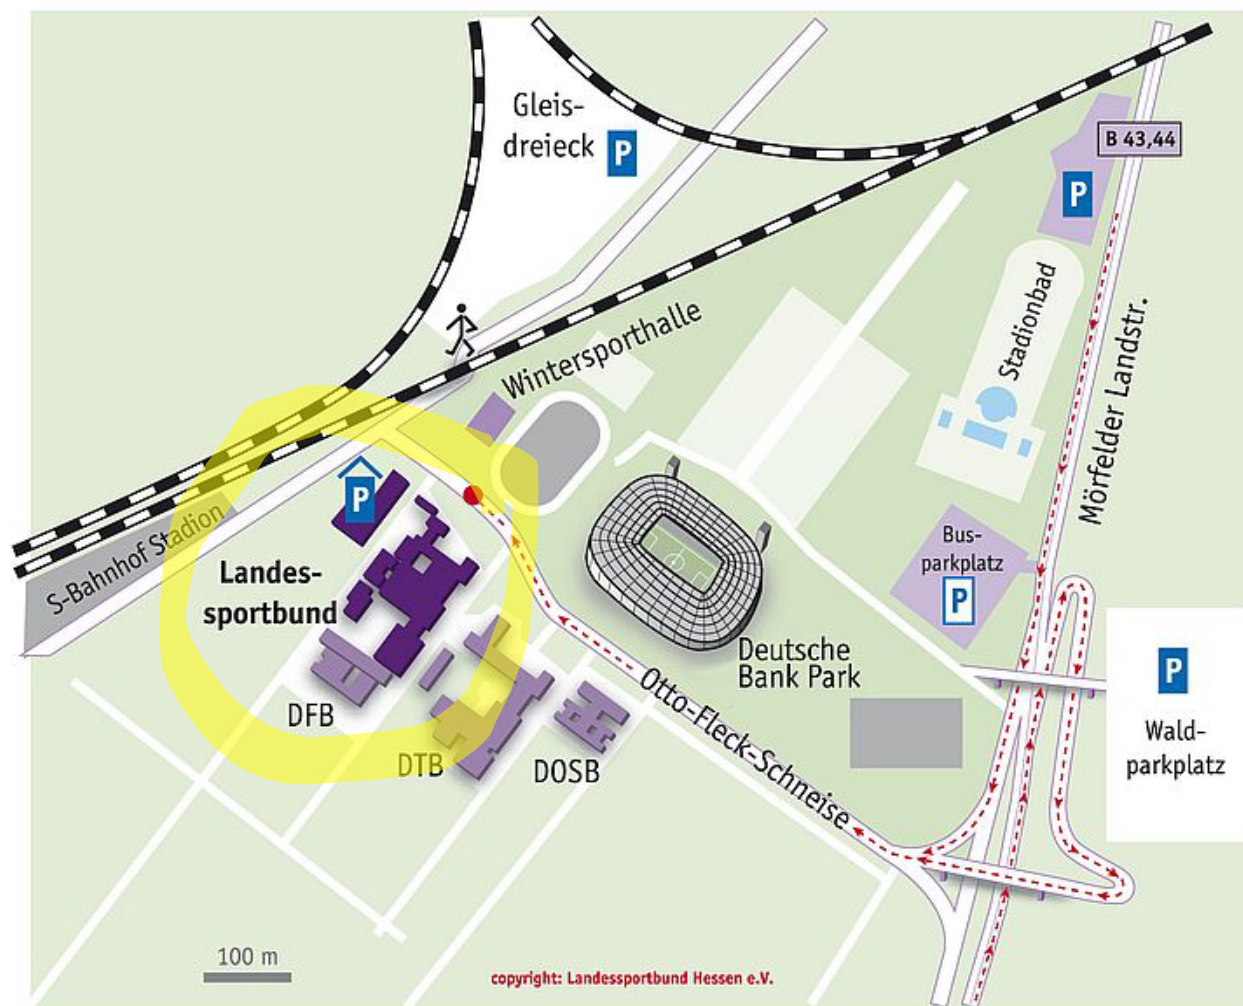 Gleis-
dreieck P
B 43,44
P
Stadionbad
Mörfelder Landstr.
Wintersporthalle
P
S-Bahnhof Stadion
Landes-
sportbund
Bus-
parkplatz
P
Deutsche
Bank Park
P
Wald-
parkplatz
Otto-Fleck-Schneise
DFB
DTB
DOSB
100 m
copyright: Landessportbund Hessen e.V.